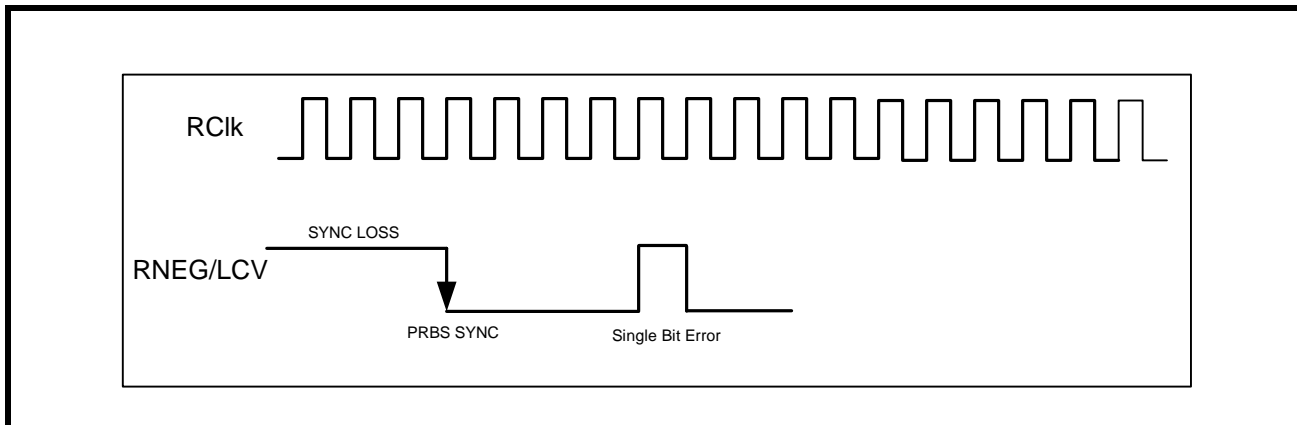 RClk
SYNC LOSS
RNEG/LCV
PRBS SYNC
Single Bit Error